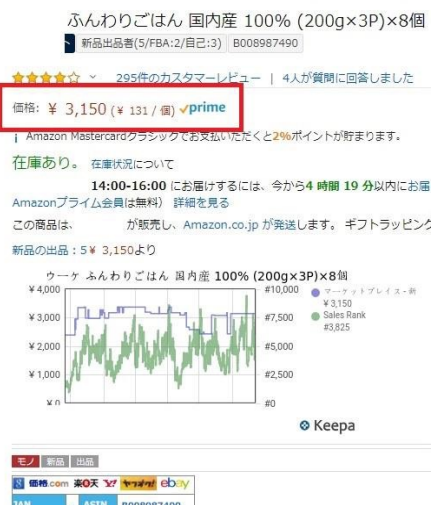 ふんわりごはん 国内産 100% (200g×3P)×8個
新品出品者(5/FBA:2/自己:3) B008987490
295件のカスタマーレビュー | 4人が質問に回答しました
価格: ￥ 3,150 (￥ 131 / 個) prime
Amazon Mastercardクラシックでお支払いただくと2%ポイントが貯まります。
在庫あり。 在庫状況について
14:00-16:00 にお届けするには、今から4 時間 19 分以内にお届
Amazonプライム会員は無料） 詳細を見る
この商品は、 が販売し、Amazon.co.jp が発送します。 ギフトラッピング
新品の出品：5￥ 3,150より
ウーケ ふんわりごはん 国内産 100% (200g×3P)×8個
¥ 4,000 #10,000 マーケットプレイス-新
¥ 3,150
¥ 3,000 #7,500 Sales Rank
#3,825
¥ 2,000 #5,000
¥ 1,000 #2,500
¥ 0 #0
Keepa
モノ 新品 出品
価格.com 楽天 Y! ヤフオク! ebay
JAN ASIN B008987490